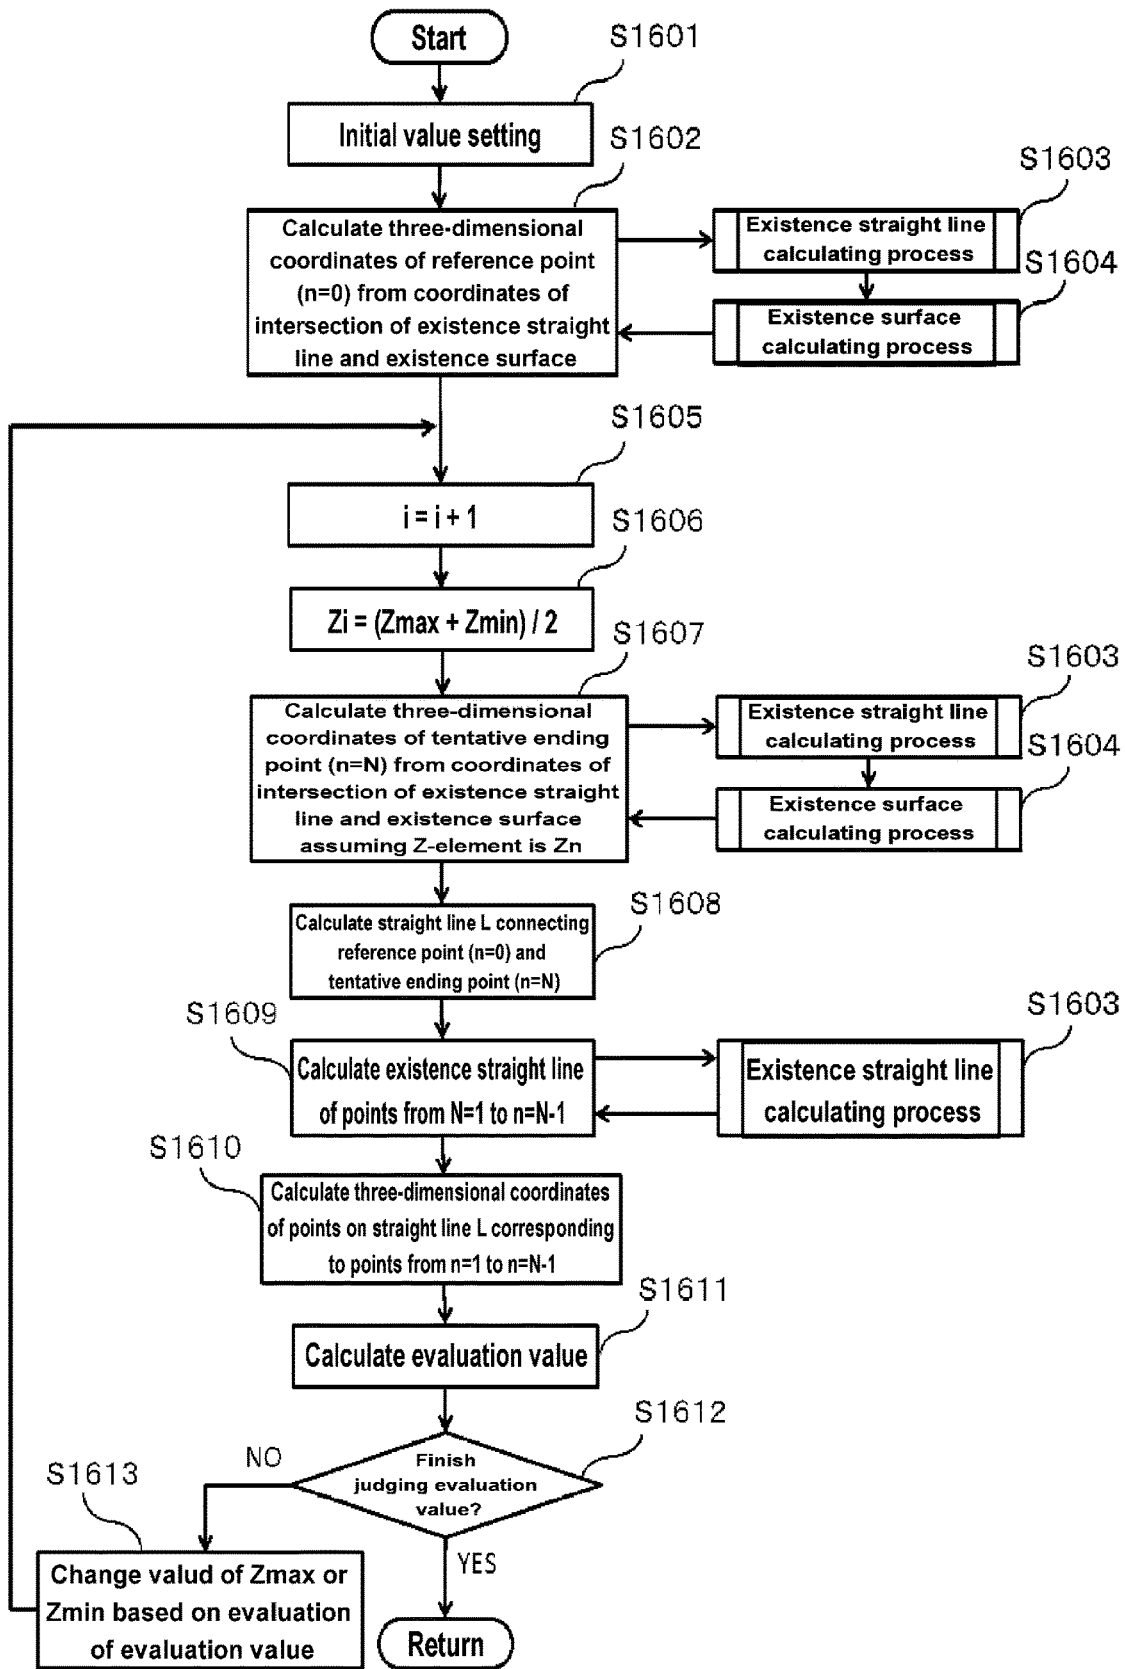 Start
S1601
Initial value setting
S1602
Calculate three-dimensional
coordinates of reference point
(n=0) from coordinates of
intersection of existence straight
line and existence surface
S1603
Existence straight line
calculating process
S1604
Existence surface
calculating process
S1605
i = i + 1
S1606
Zi = (Zmax + Zmin) / 2
S1607
Calculate three-dimensional
coordinates of tentative ending
point (n=N) from coordinates of
intersection of existence straight
line and existence surface
assuming Z-element is Zn
S1603
Existence straight line
calculating process
S1604
Existence surface
calculating process
S1608
Calculate straight line L connecting
reference point (n=0) and
tentative ending point (n=N)
S1609
Calculate existence straight line
of points from N=1 to n=N-1
S1603
Existence straight line
calculating process
S1610
Calculate three-dimensional coordinates
of points on straight line L corresponding
to points from n=1 to n=N-1
S1611
Calculate evaluation value
S1612
Finish
judging evaluation
value?
NO
YES
S1613
Change valud of Zmax or
Zmin based on evaluation
of evaluation value
Return